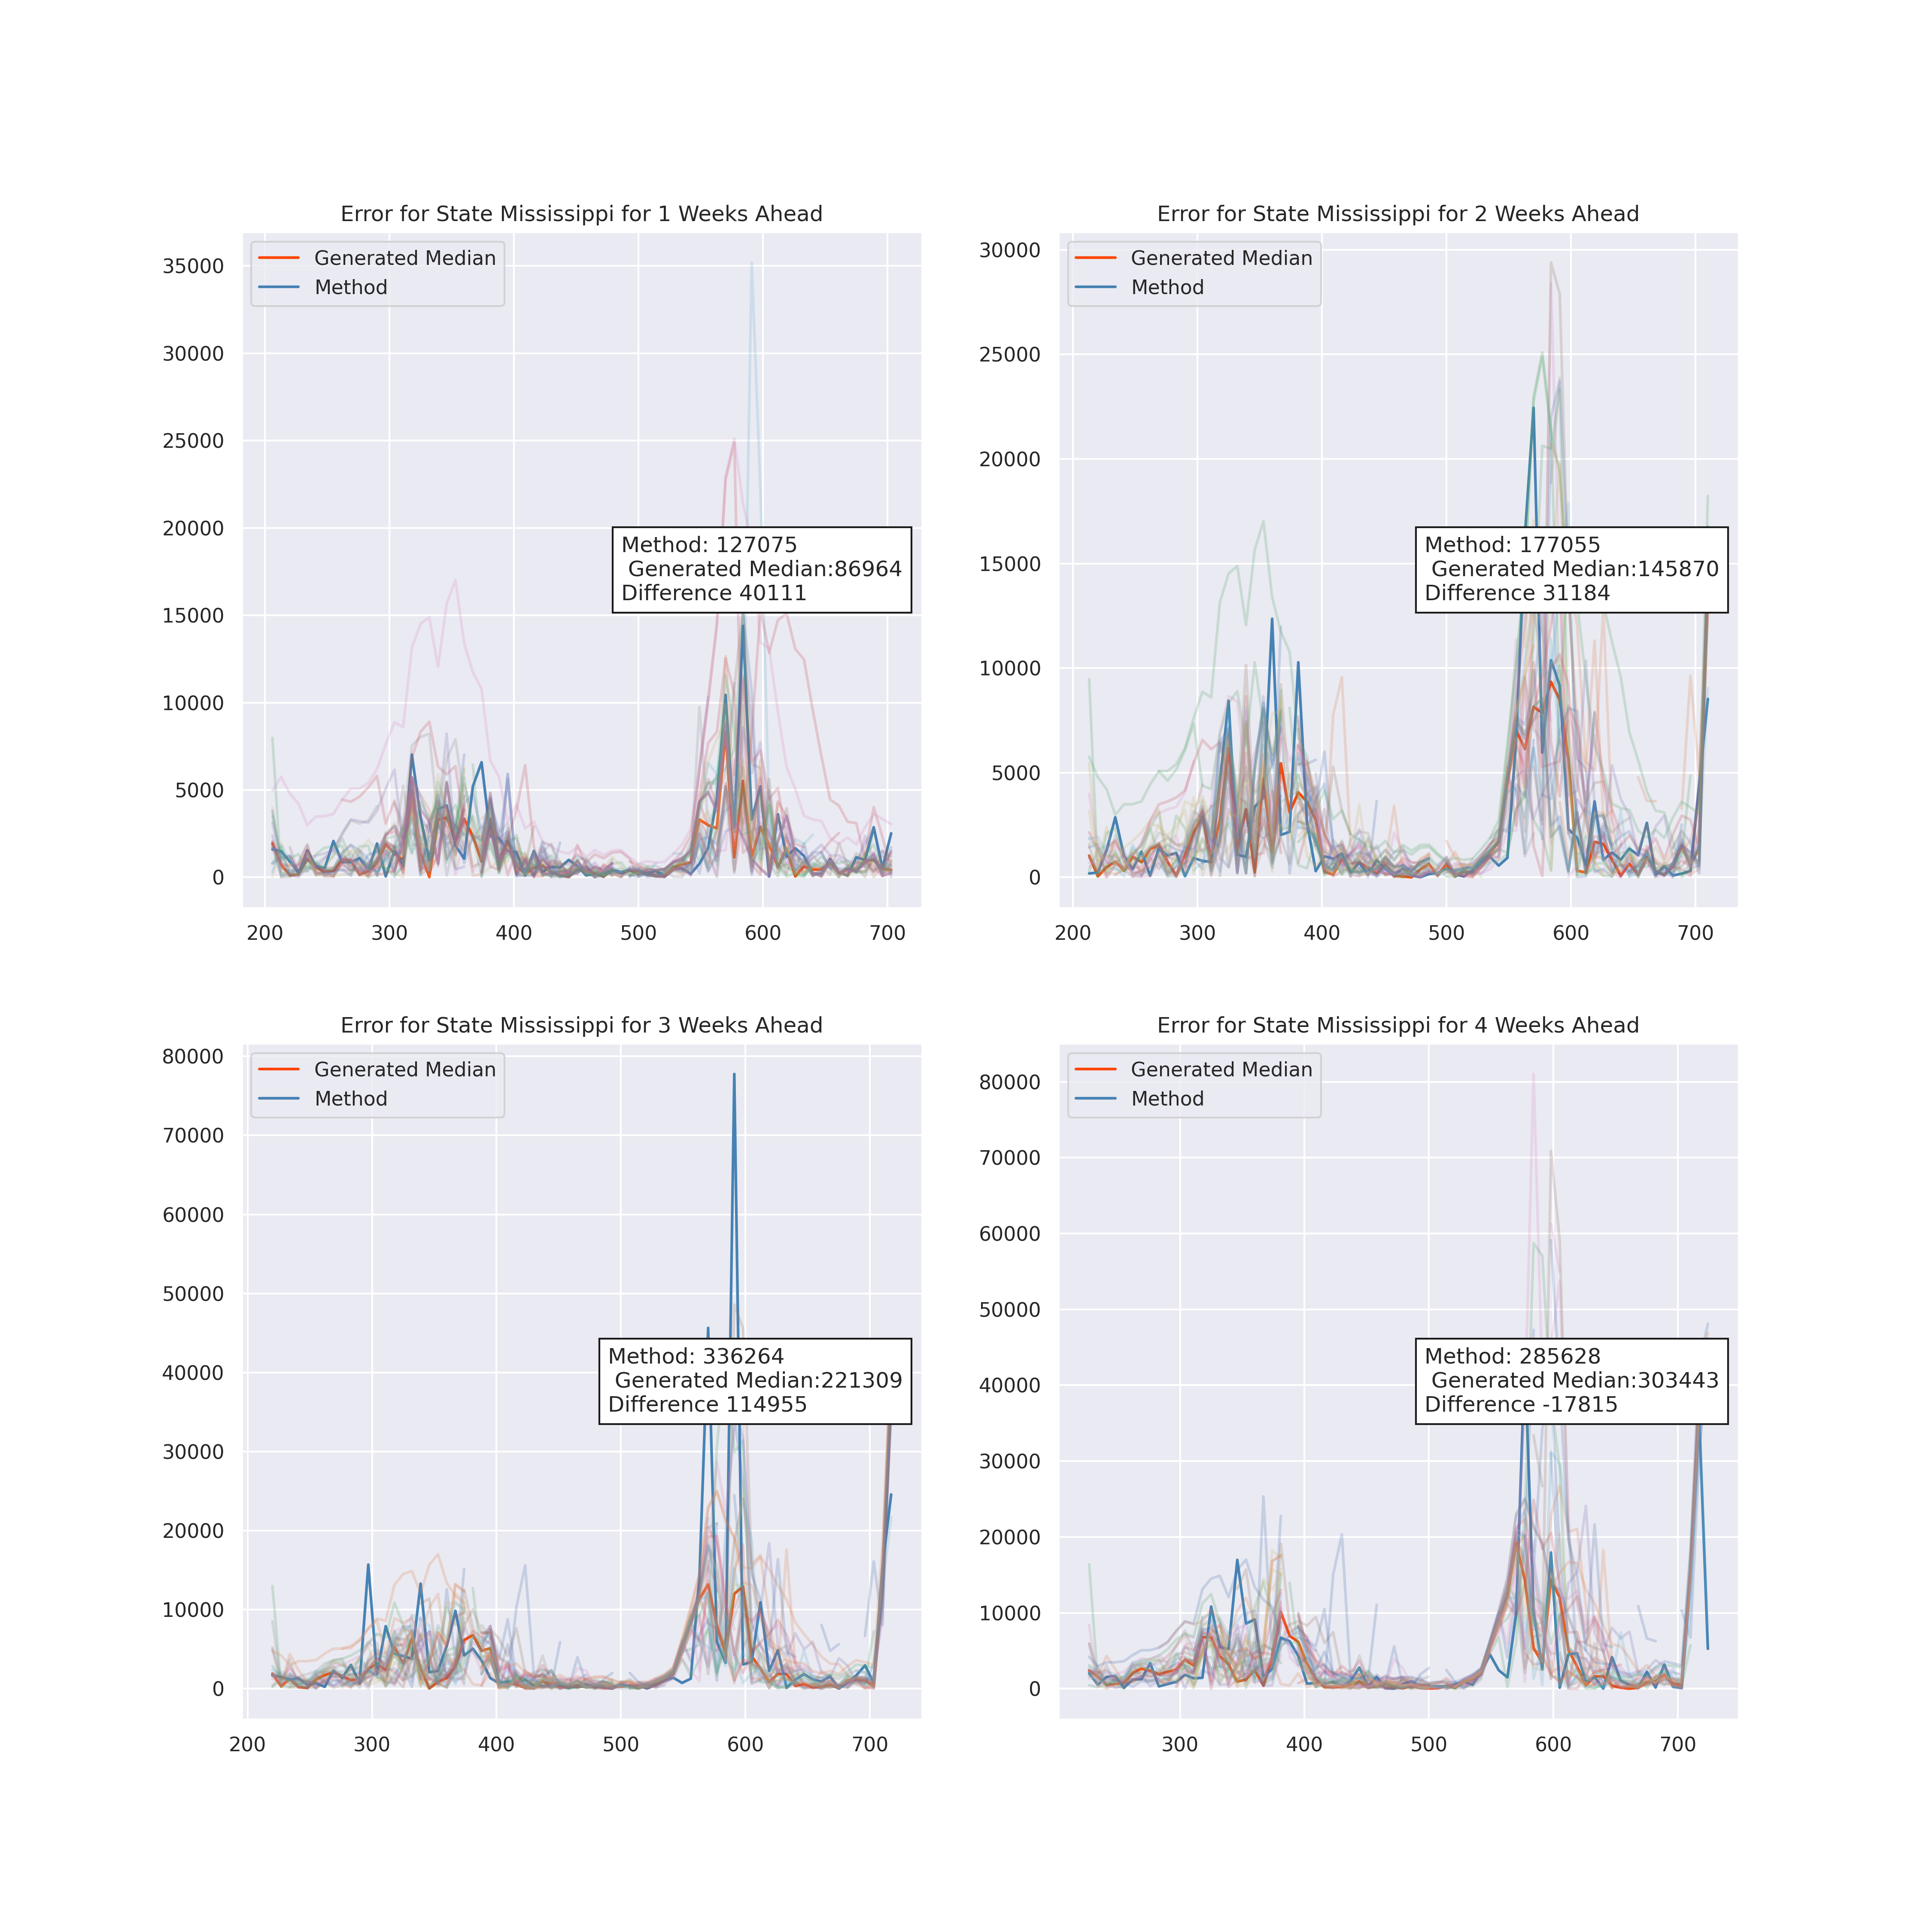 Error for State Mississippi for 1 Weeks Ahead
Generated Median
Method
35000
30000
25000
20000
15000
10000
5000
0
Method: 127075
Generated Median:86964
Difference 40111
200 300 400 500 600 700
Error for State Mississippi for 2 Weeks Ahead
Generated Median
Method
30000
25000
20000
15000
10000
5000
0
Method: 177055
Generated Median:145870
Difference 31184
200 300 400 500 600 700
Error for State Mississippi for 3 Weeks Ahead
Generated Median
Method
80000
70000
60000
50000
40000
30000
20000
10000
0
Method: 336264
Generated Median:221309
Difference 114955
200 300 400 500 600 700
Error for State Mississippi for 4 Weeks Ahead
Generated Median
Method
80000
70000
60000
50000
40000
30000
20000
10000
0
Method: 285628
Generated Median:303443
Difference -17815
300 400 500 600 700